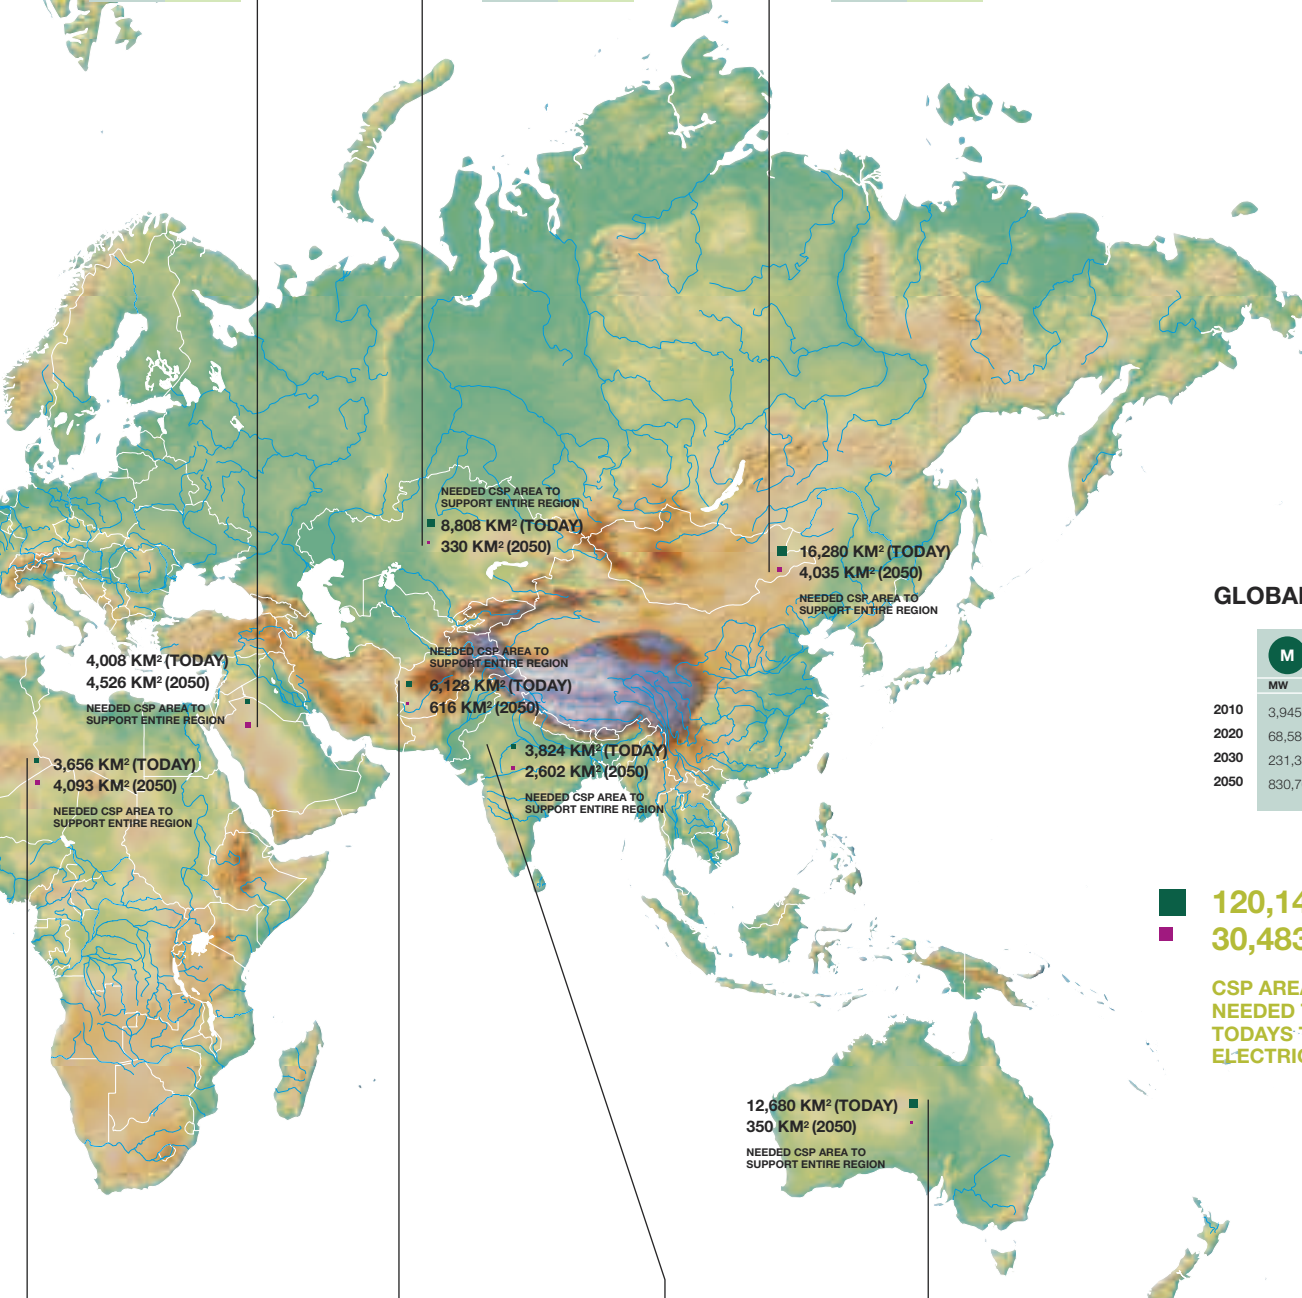 NEEDED CSP AREA TO
SUPPORT ENTIRE REGION
8,808 KM² (TODAY)
330 KM² (2050)
16,280 KM² (TODAY)
4,035 KM² (2050)
NEEDED CSP AREA TO
SUPPORT ENTIRE REGION
4,008 KM² (TODAY)
4,526 KM² (2050)
NEEDED CSP AREA TO
SUPPORT ENTIRE REGION
NEEDED CSP AREA TO
SUPPORT ENTIRE REGION
6,128 KM² (TODAY)
616 KM² (2050)
3,824 KM² (TODAY)
2,602 KM² (2050)
NEEDED CSP AREA TO
SUPPORT ENTIRE REGION
3,656 KM² (TODAY)
4,093 KM² (2050)
NEEDED CSP AREA TO
SUPPORT ENTIRE REGION
12,680 KM² (TODAY)
350 KM² (2050)
NEEDED CSP AREA TO
SUPPORT ENTIRE REGION
GLOBAL
M
MW
2010 3,945
2020 68,58
2030 231,3
2050 830,7
120,14
30,483
CSP AREA
NEEDED
TODAYS
ELECTRIC